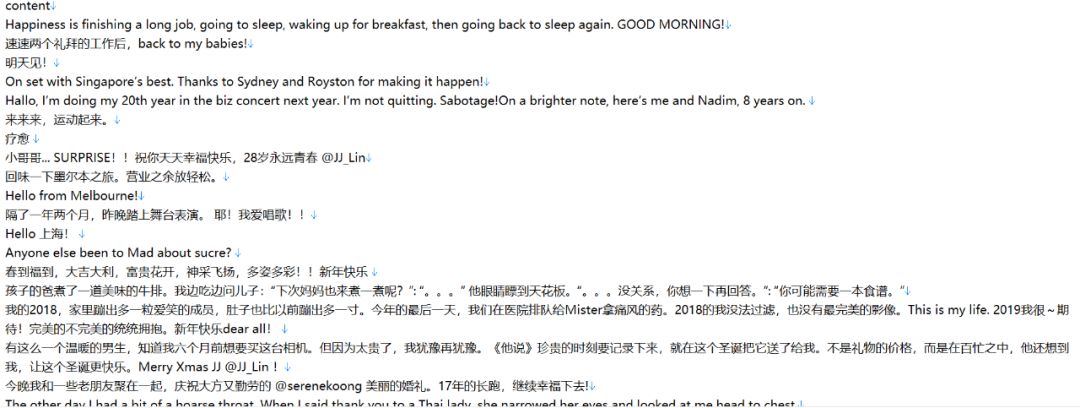 content↓
Happiness is finishing a long job, going to sleep, waking up for breakfast, then going back to sleep again. GOOD MORNING!↓
速速两个礼拜的工作后，back to my babies!↓
明天见！↓
On set with Singapore's best. Thanks to Sydney and Royston for making it happen!↓
Hallo, I'm doing my 20th year in the biz concert next year. I'm not quitting. Sabotage!On a brighter note, here's me and Nadim, 8 years on. ↓
来来来，运动起来。↓
疗愈 ↓
小哥哥... SURPRISE！！祝你天天幸福快乐，28岁永远青春 @JJ_Lin↓
回味一下墨尔本之旅。营业之余放轻松。↓
Hello from Melbourne!↓
隔了一年两个月，昨晚踏上舞台表演。 耶！我爱唱歌！！↓
Hello 上海！ ↓
Anyone else been to Mad about sucre? ↓
春到福到，大吉大利，富贵花开，神采飞扬，多姿多彩！！新年快乐 ↓
孩子的爸煮了一道美味的牛排。我边吃边问儿子：“下次妈妈也来煮一煮呢？”：“。。。” 他眼睛瞟到天花板。“。。。没关系，你想一下再回答。”：“你可能需要一本食谱。”↓
我的2018，家里蹦出多一粒爱笑的成员，肚子也比以前蹦出多一寸。今年的最后一天，我们在医院排队给Mister拿痛风的药。2018的我没法过滤，也没有最完美的影像。This is my life. 2019我很～期
待！完美的不完美的统统拥抱。新年快乐dear all！ ↓
有这么一个温暖的男生，知道我六个月前想要买这台相机。但因为太贵了，我犹豫再犹豫。《他说》珍贵的时刻要记录下来，就在这个圣诞把它送了给我。不是礼物的价格，而是在百忙之中，他还想到
我，让这个圣诞更快乐。Merry Xmas JJ @JJ_Lin！↓
今晚我和一些老朋友聚在一起，庆祝大方又勤劳的 @serenekoong 美丽的婚礼。17年的长跑，继续幸福下去!↓
The other day I had a bit of a hoarse throat. When I said thank you to a Thai lady, she narrowed her eyes and looked at me head to chest.↓